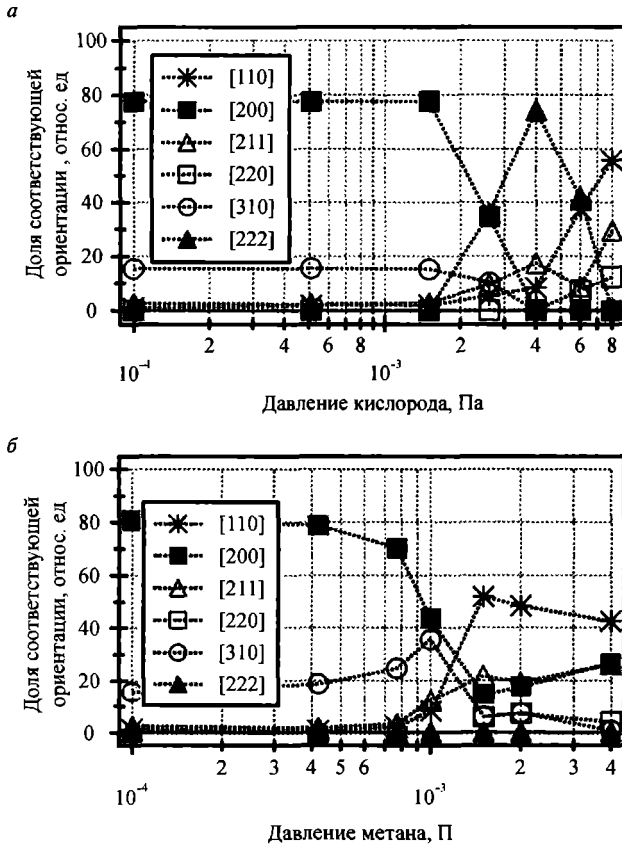 а
100
80
60
40
20
0
Доля соответствующей
ориентации , относ. ед
[110]
[200]
[211]
[220]
[310]
[222]
2 4 6 8 2 4 6 8
10⁻⁴ 10⁻³
Давление кислорода, Па
б
100
80
60
40
20
0
Доля соответствующей
ориентации, относ. ед
[110]
[200]
[211]
[220]
[310]
[222]
2 3 4 5 6 2 3 4
10⁻⁴ 10⁻³
Давление метана, П